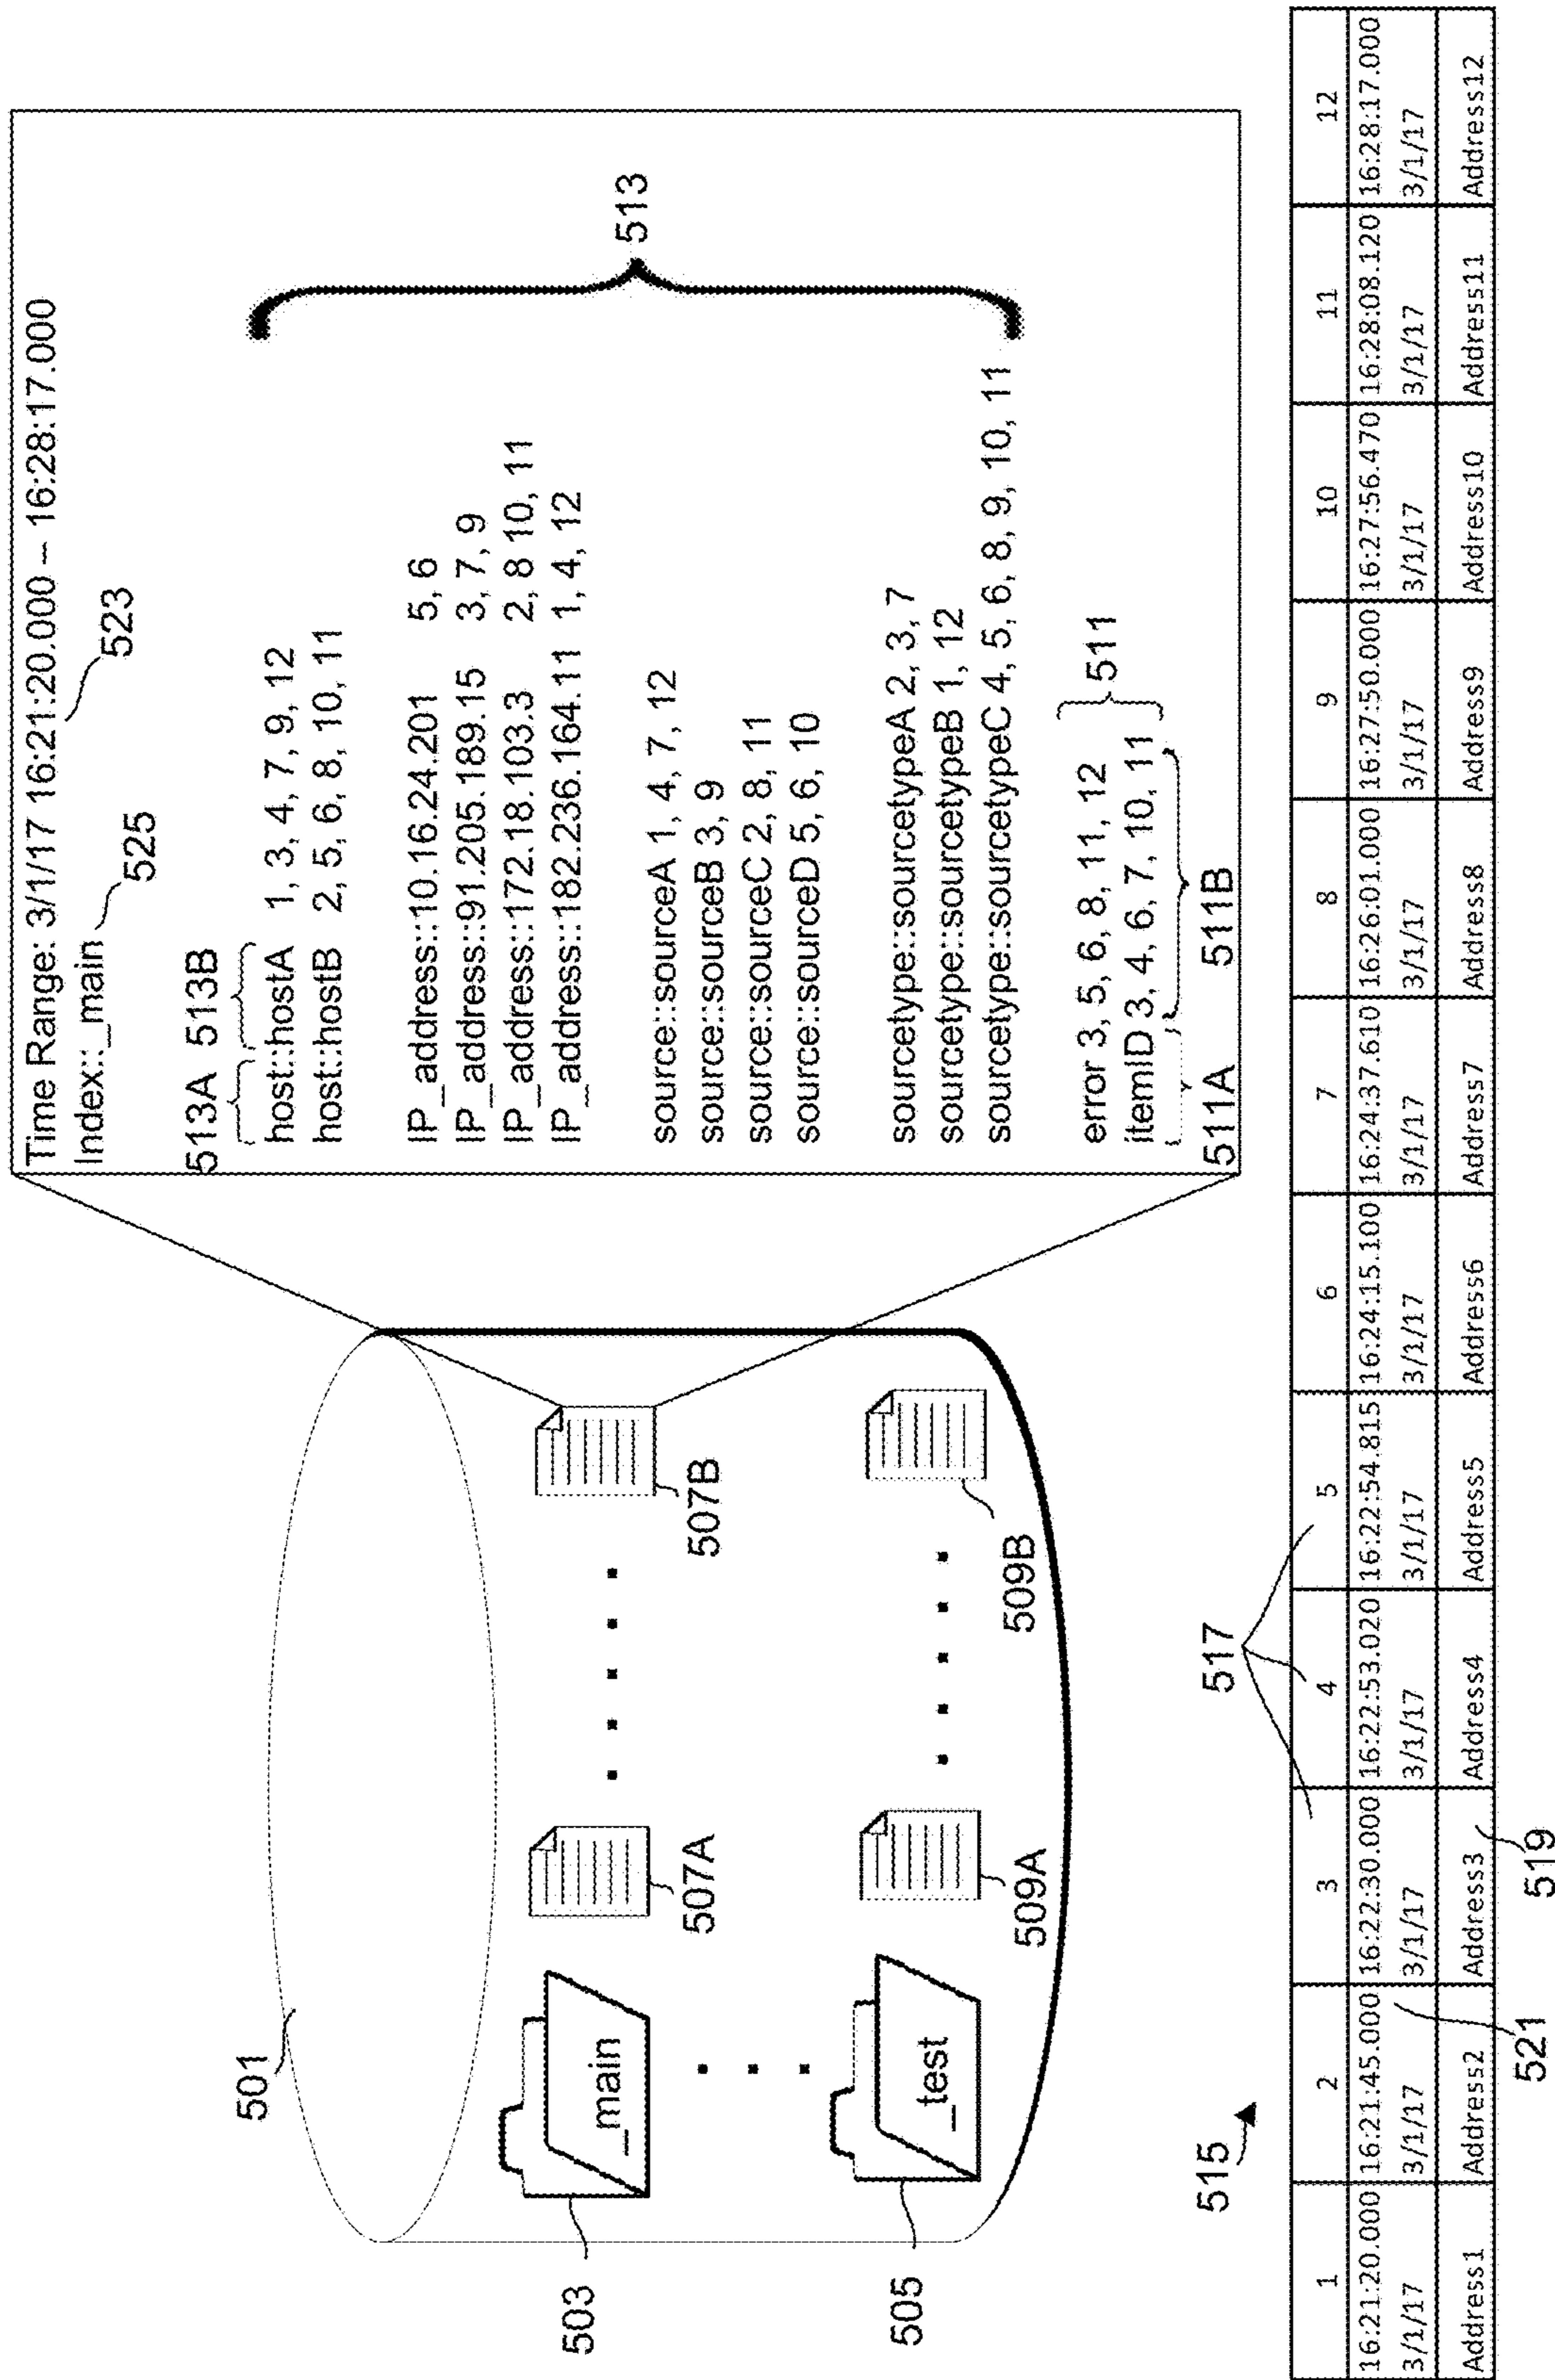 501
503
_main
507A
507B
505
_test
509A
509B
Time Range: 3/1/17 16:21:20.000 – 16:28:17.000
523
Index::_main
525
513A 513B
host::hostA 1, 3, 4, 7, 9, 12
host::hostB 2, 5, 6, 8, 10, 11
IP_address::10.16.24.201 5, 6
IP_address::91.205.189.15 3, 7, 9
IP_address::172.18.103.3 2, 8 10, 11
IP_address::182.236.164.11 1, 4, 12
source::sourceA 1, 4, 7, 12
source::sourceB 3, 9
source::sourceC 2, 8, 11
source::sourceD 5, 6, 10
sourcetype::sourcetypeA 2, 3, 7
sourcetype::sourcetypeB 1, 12
sourcetype::sourcetypeC 4, 5, 6, 8, 9, 10, 11
513
error 3, 5, 6, 8, 11, 12
itemID 3, 4, 6, 7, 10, 11
511
511A 511B
515
517
1 2 3 4 5 6 7 8 9 10 11 12
16:21:20.000 16:21:45.000 16:22:30.000 16:22:53.020 16:22:54.815 16:24:15.100 16:24:37.610 16:26:01.000 16:27:50.000 16:27:56.470 16:28:08.120 16:28:17.000
3/1/17 3/1/17 3/1/17 3/1/17 3/1/17 3/1/17 3/1/17 3/1/17 3/1/17 3/1/17 3/1/17 3/1/17
Address1 Address2 Address3 Address4 Address5 Address6 Address7 Address8 Address9 Address10 Address11 Address12
521
519